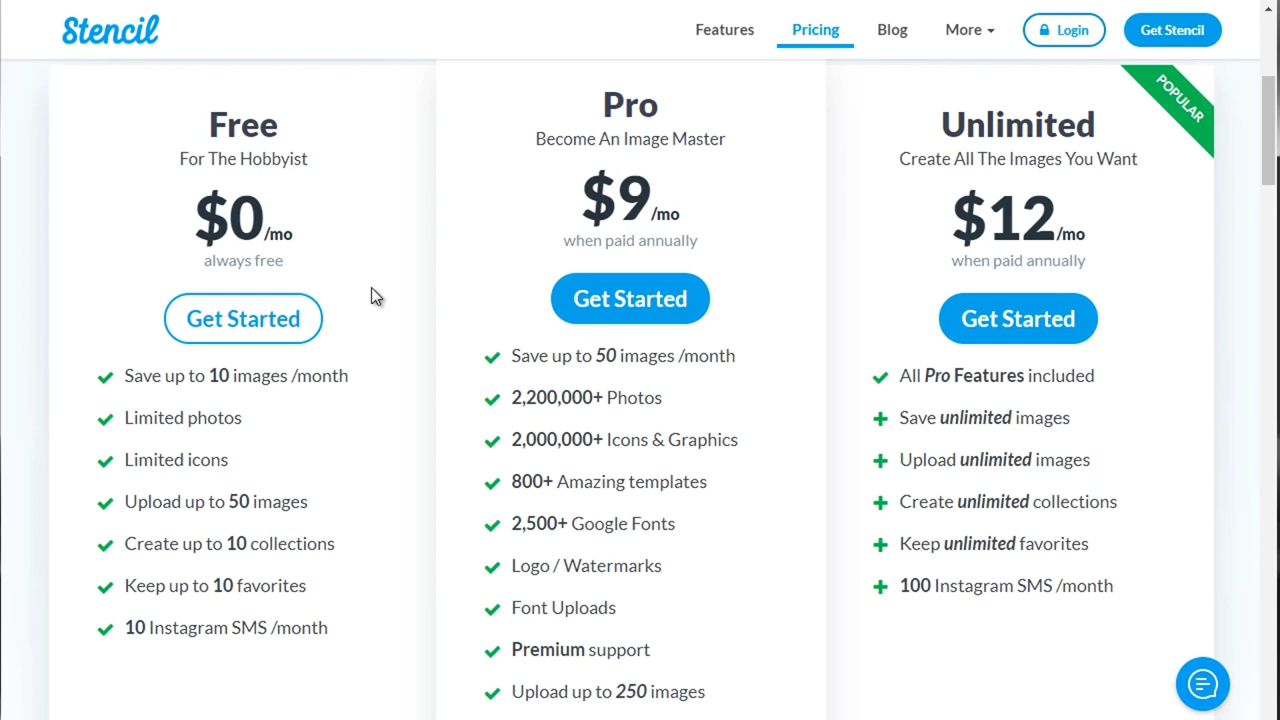 Stencil
Features
Pricing
Blog
More
Login
Get Stencil
Free
For The Hobbyist
$0/mo
always free
Get Started
Save up to 10 images /month
Limited photos
Limited icons
Upload up to 50 images
Create up to 10 collections
Keep up to 10 favorites
10 Instagram SMS /month
Pro
Become An Image Master
$9/mo
when paid annually
Get Started
Save up to 50 images /month
2,200,000+ Photos
2,000,000+ Icons & Graphics
800+ Amazing templates
2,500+ Google Fonts
Logo / Watermarks
Font Uploads
Premium support
Upload up to 250 images
POPULAR
Unlimited
Create All The Images You Want
$12/mo
when paid annually
Get Started
All Pro Features included
Save unlimited images
Upload unlimited images
Create unlimited collections
Keep unlimited favorites
100 Instagram SMS /month